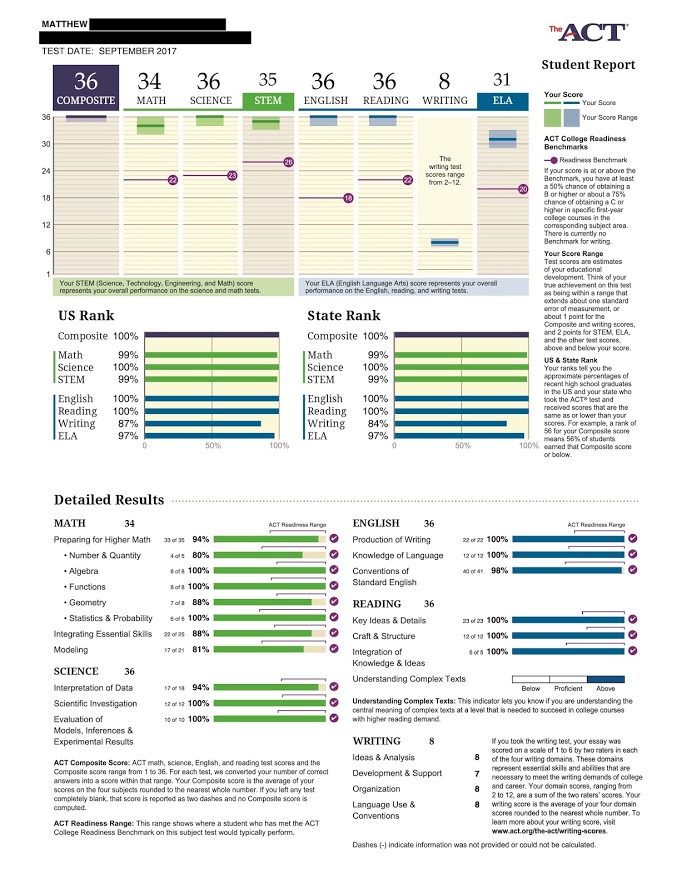 MATTHEW
TEST DATE: SEPTEMBER 2017
The ACT®
Student Report
36 34 36 35 36 36 8 31
COMPOSITE MATH SCIENCE STEM ENGLISH READING WRITING ELA
36
30
24
18
12
6
1
22
23
26
18
22
20
The
writing test
scores range
from 2–12.
Your STEM (Science, Technology, Engineering, and Math) score
represents your overall performance on the science and math tests.
Your ELA (English Language Arts) score represents your overall
performance on the English, reading, and writing tests.
Your Score
Your Score
Your Score Range
ACT College Readiness
Benchmarks
Readiness Benchmark
If your score is at or above the
Benchmark, you have at least
a 50% chance of obtaining a
B or higher or about a 75%
chance of obtaining a C or
higher in specific first-year
college courses in the
corresponding subject area.
There is currently no
Benchmark for writing.
Your Score Range
Test scores are estimates
of your educational
development. Think of your
true achievement on this test
as being within a range that
extends about one standard
error of measurement, or
about 1 point for the
Composite and writing scores,
and 2 points for STEM, ELA,
and the other test scores,
above and below your score.
US & State Rank
Your ranks tell you the
approximate percentages of
recent high school graduates
in the US and your state who
took the ACT® test and
received scores that are the
same as or lower than your
scores. For example, a rank of
56 for your Composite score
means 56% of students
earned that Composite score
or below.
US Rank
Composite 100%
Math 99%
Science 100%
STEM 99%
English 100%
Reading 100%
Writing 87%
ELA 97%
0 50% 100%
State Rank
Composite 100%
Math 99%
Science 100%
STEM 99%
English 100%
Reading 100%
Writing 84%
ELA 97%
0 50% 100%
Detailed Results
MATH 34
ACT Readiness Range
Preparing for Higher Math 33 of 35 94%
• Number & Quantity 4 of 5 80%
• Algebra 8 of 8 100%
• Functions 8 of 8 100%
• Geometry 7 of 8 88%
• Statistics & Probability 6 of 6 100%
Integrating Essential Skills 22 of 25 88%
Modeling 17 of 21 81%
SCIENCE 36
Interpretation of Data 17 of 18 94%
Scientific Investigation 12 of 12 100%
Evaluation of 10 of 10 100%
Models, Inferences &
Experimental Results
ACT Composite Score: ACT math, science, English, and reading test scores and the
Composite score range from 1 to 36. For each test, we converted your number of correct
answers into a score within that range. Your Composite score is the average of your
scores on the four subjects rounded to the nearest whole number. If you left any test
completely blank, that score is reported as two dashes and no Composite score is
computed.
ACT Readiness Range: This range shows where a student who has met the ACT
College Readiness Benchmark on this subject test would typically perform.
ENGLISH 36
ACT Readiness Range
Production of Writing 22 of 22 100%
Knowledge of Language 12 of 12 100%
Conventions of 40 of 41 98%
Standard English
READING 36
Key Ideas & Details 23 of 23 100%
Craft & Structure 12 of 12 100%
Integration of 5 of 5 100%
Knowledge & Ideas
Understanding Complex Texts
Below Proficient Above
Understanding Complex Texts: This indicator lets you know if you are understanding the
central meaning of complex texts at a level that is needed to succeed in college courses
with higher reading demand.
WRITING 8
Ideas & Analysis 8
Development & Support 7
Organization 8
Language Use & 8
Conventions
If you took the writing test, your essay was
scored on a scale of 1 to 6 by two raters in each
of the four writing domains. These domains
represent essential skills and abilities that are
necessary to meet the writing demands of college
and career. Your domain scores, ranging from
2 to 12, are a sum of the two raters' scores. Your
writing score is the average of your four domain
scores rounded to the nearest whole number. To
learn more about your writing score, visit
www.act.org/the-act/writing-scores.
Dashes (-) indicate information was not provided or could not be calculated.